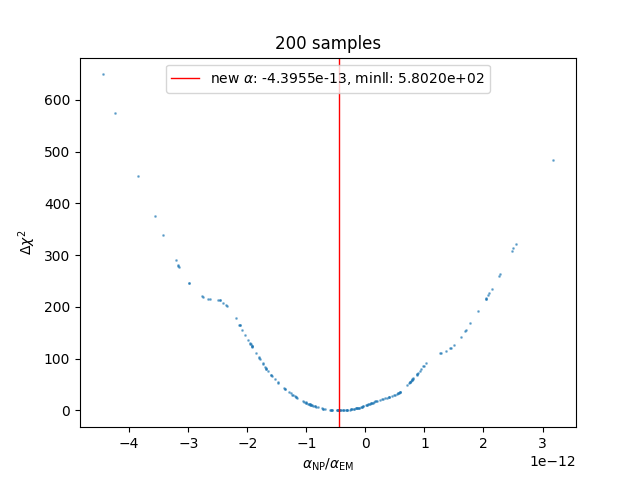 200 samples
new α: -4.3955e-13, minll: 5.8020e+02
600
500
400
300
200
100
0
Δχ²
−4 −3 −2 −1 0 1 2 3
1e−12
α_NP/α_EM